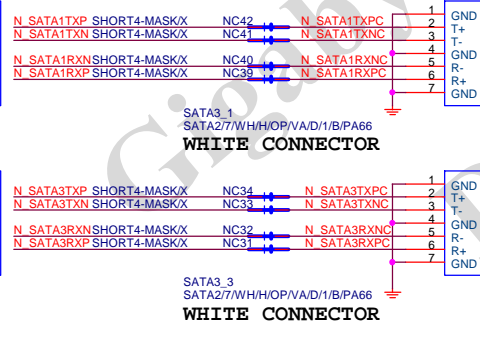 1 GND
N_SATA1TXP SHORT4-MASK/X NC42 N_SATA1TXPC 2 T+
N_SATA1TXN SHORT4-MASK/X NC41 N_SATA1TXNC 3 T-
4 GND
N_SATA1RXN SHORT4-MASK/X NC40 N_SATA1RXNC 5 R-
N_SATA1RXP SHORT4-MASK/X NC39 N_SATA1RXPC 6 R+
7 GND
SATA3_1
SATA2/7/WH/H/OP/VA/D/1/B/PA66
WHITE CONNECTOR
Gigaby
1 GND
N_SATA3TXP SHORT4-MASK/X NC34 N_SATA3TXPC 2 T+
N_SATA3TXN SHORT4-MASK/X NC33 N_SATA3TXNC 3 T-
4 GND
N_SATA3RXN SHORT4-MASK/X NC32 N_SATA3RXNC 5 R-
N_SATA3RXP SHORT4-MASK/X NC31 N_SATA3RXPC 6 R+
7 GND
SATA3_3
SATA2/7/WH/H/OP/VA/D/1/B/PA66
WHITE CONNECTOR